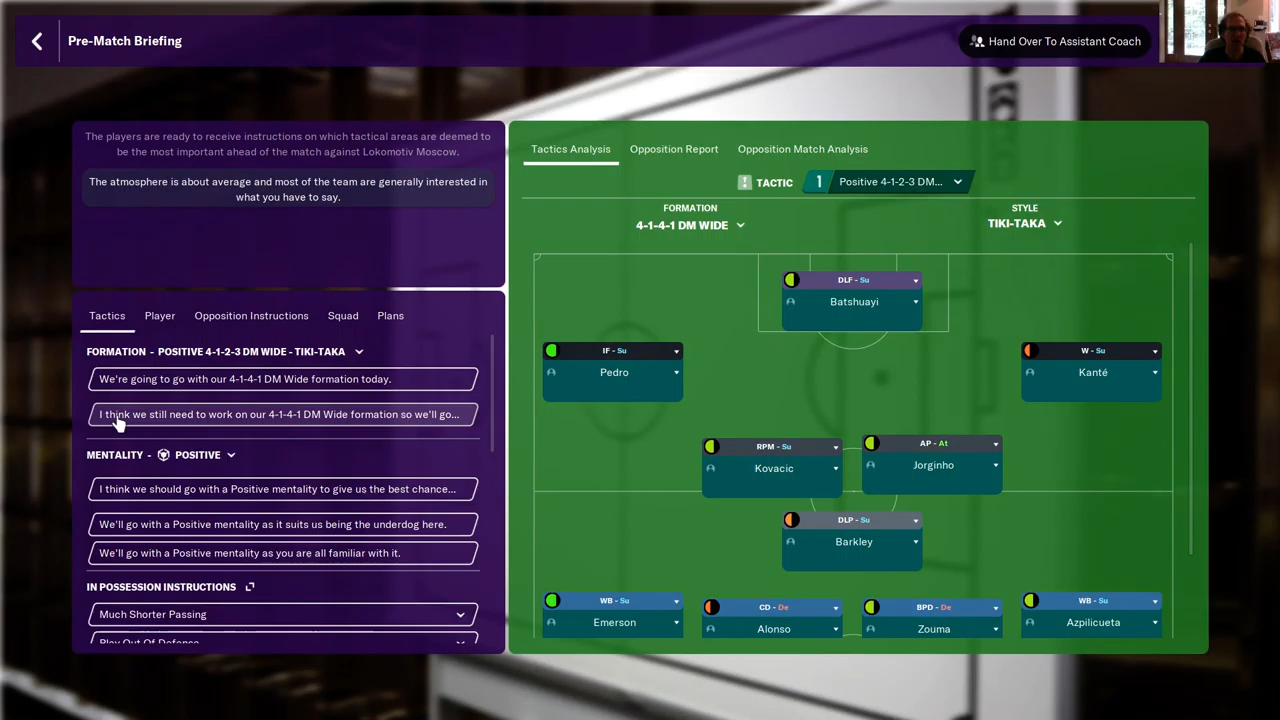 Pre-Match Briefing
Hand Over To Assistant Coach
The players are ready to receive instructions on which tactical areas are deemed to
be the most important ahead of the match against Lokomotiv Moscow.
The atmosphere is about average and most of the team are generally interested in
what you have to say.
Tactics Player Opposition Instructions Squad Plans
FORMATION - POSITIVE 4-1-2-3 DM WIDE - TIKI-TAKA
We're going to go with our 4-1-4-1 DM Wide formation today.
I think we still need to work on our 4-1-4-1 DM Wide formation so we'll go...
MENTALITY - POSITIVE
I think we should go with a Positive mentality to give us the best chance...
We'll go with a Positive mentality as it suits us being the underdog here.
We'll go with a Positive mentality as you are all familiar with it.
IN POSSESSION INSTRUCTIONS
Much Shorter Passing
Play Out Of Defence
Tactics Analysis Opposition Report Opposition Match Analysis
TACTIC 1 Positive 4-1-2-3 DM...
FORMATION
4-1-4-1 DM WIDE
STYLE
TIKI-TAKA
DLF - Su
Batshuayi
IF - Su
Pedro
W - Su
Kanté
RPM - Su
Kovacic
AP - At
Jorginho
DLP - Su
Barkley
WB - Su
Emerson
CD - De
Alonso
BPD - De
Zouma
WB - Su
Azpilicueta